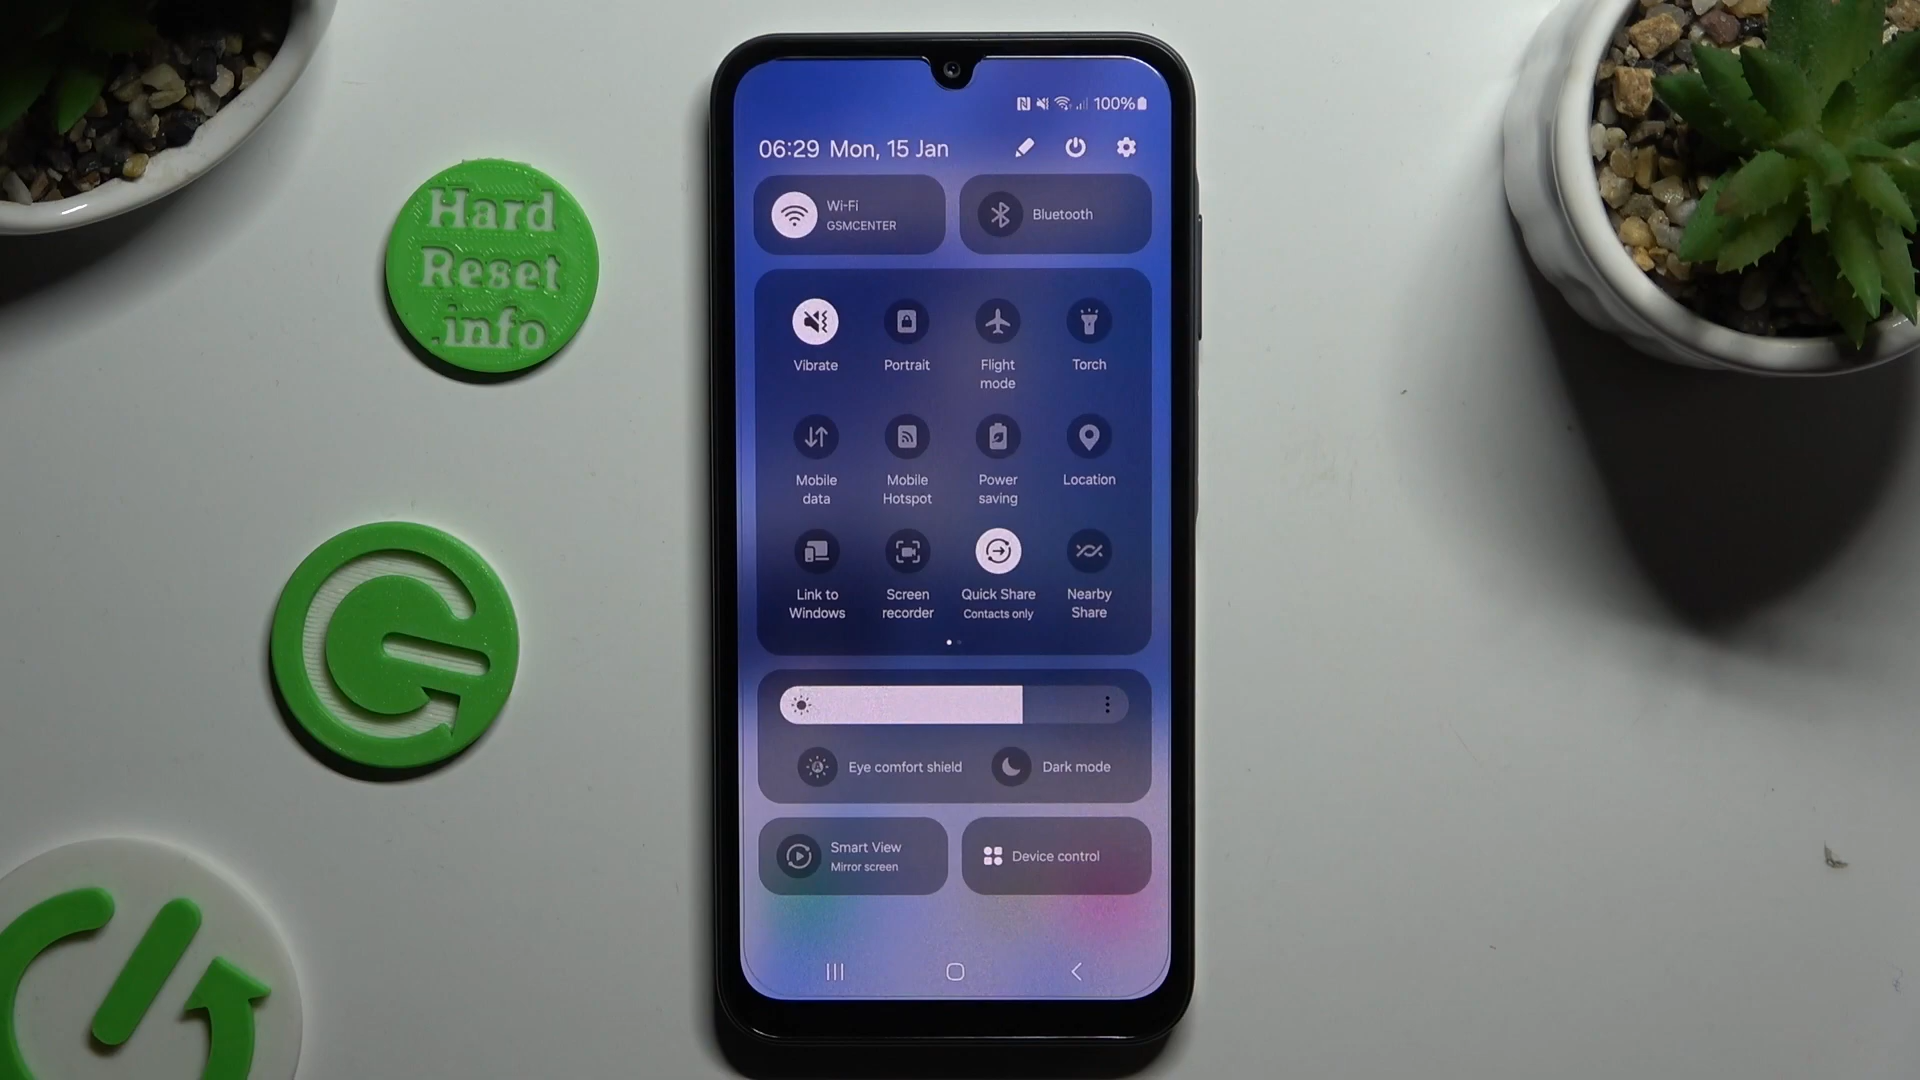 Hard
Reset
.info
100%
06:29 Mon, 15 Jan
Wi-Fi
GSMCENTER
Bluetooth
Vibrate
Portrait
Flight
mode
Torch
Mobile
data
Mobile
Hotspot
Power
saving
Location
Link to
Windows
Screen
recorder
Quick Share
Contacts only
Nearby
Share
Eye comfort shield
Dark mode
Smart View
Mirror screen
Device control